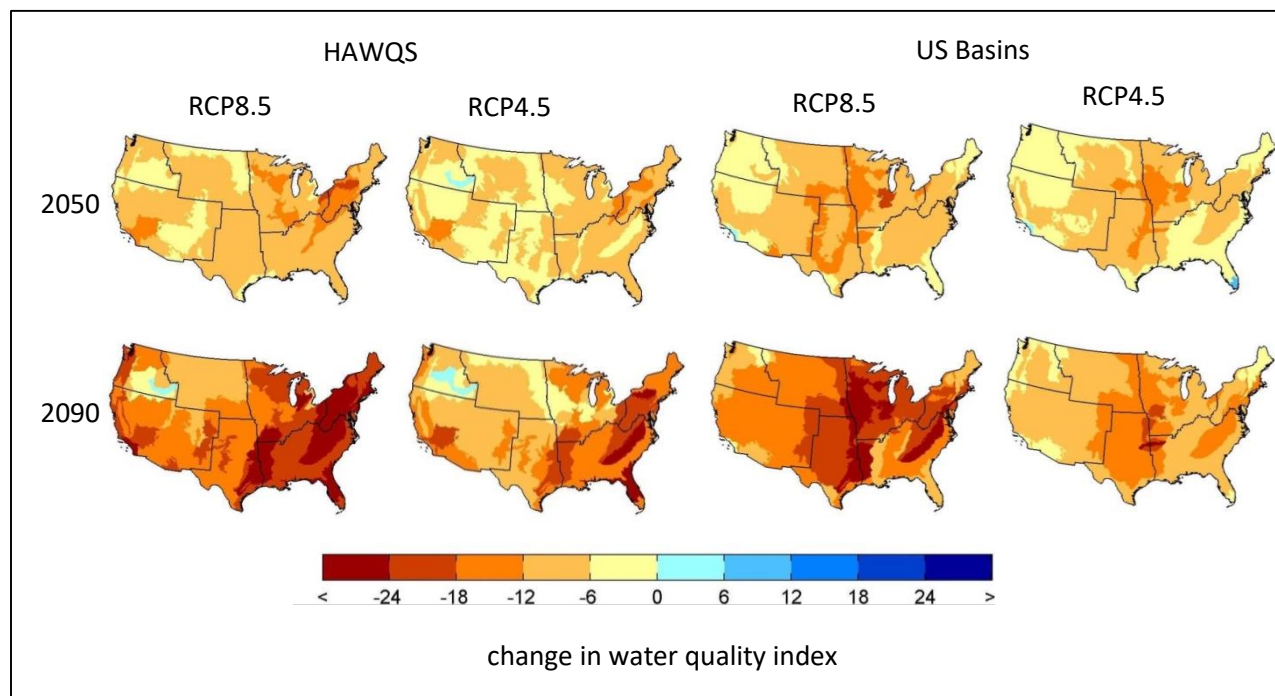 HAWQS US Basins
RCP8.5 RCP4.5 RCP8.5 RCP4.5
2050
2090
< -24 -18 -12 -6 0 6 12 18 24 >
change in water quality index